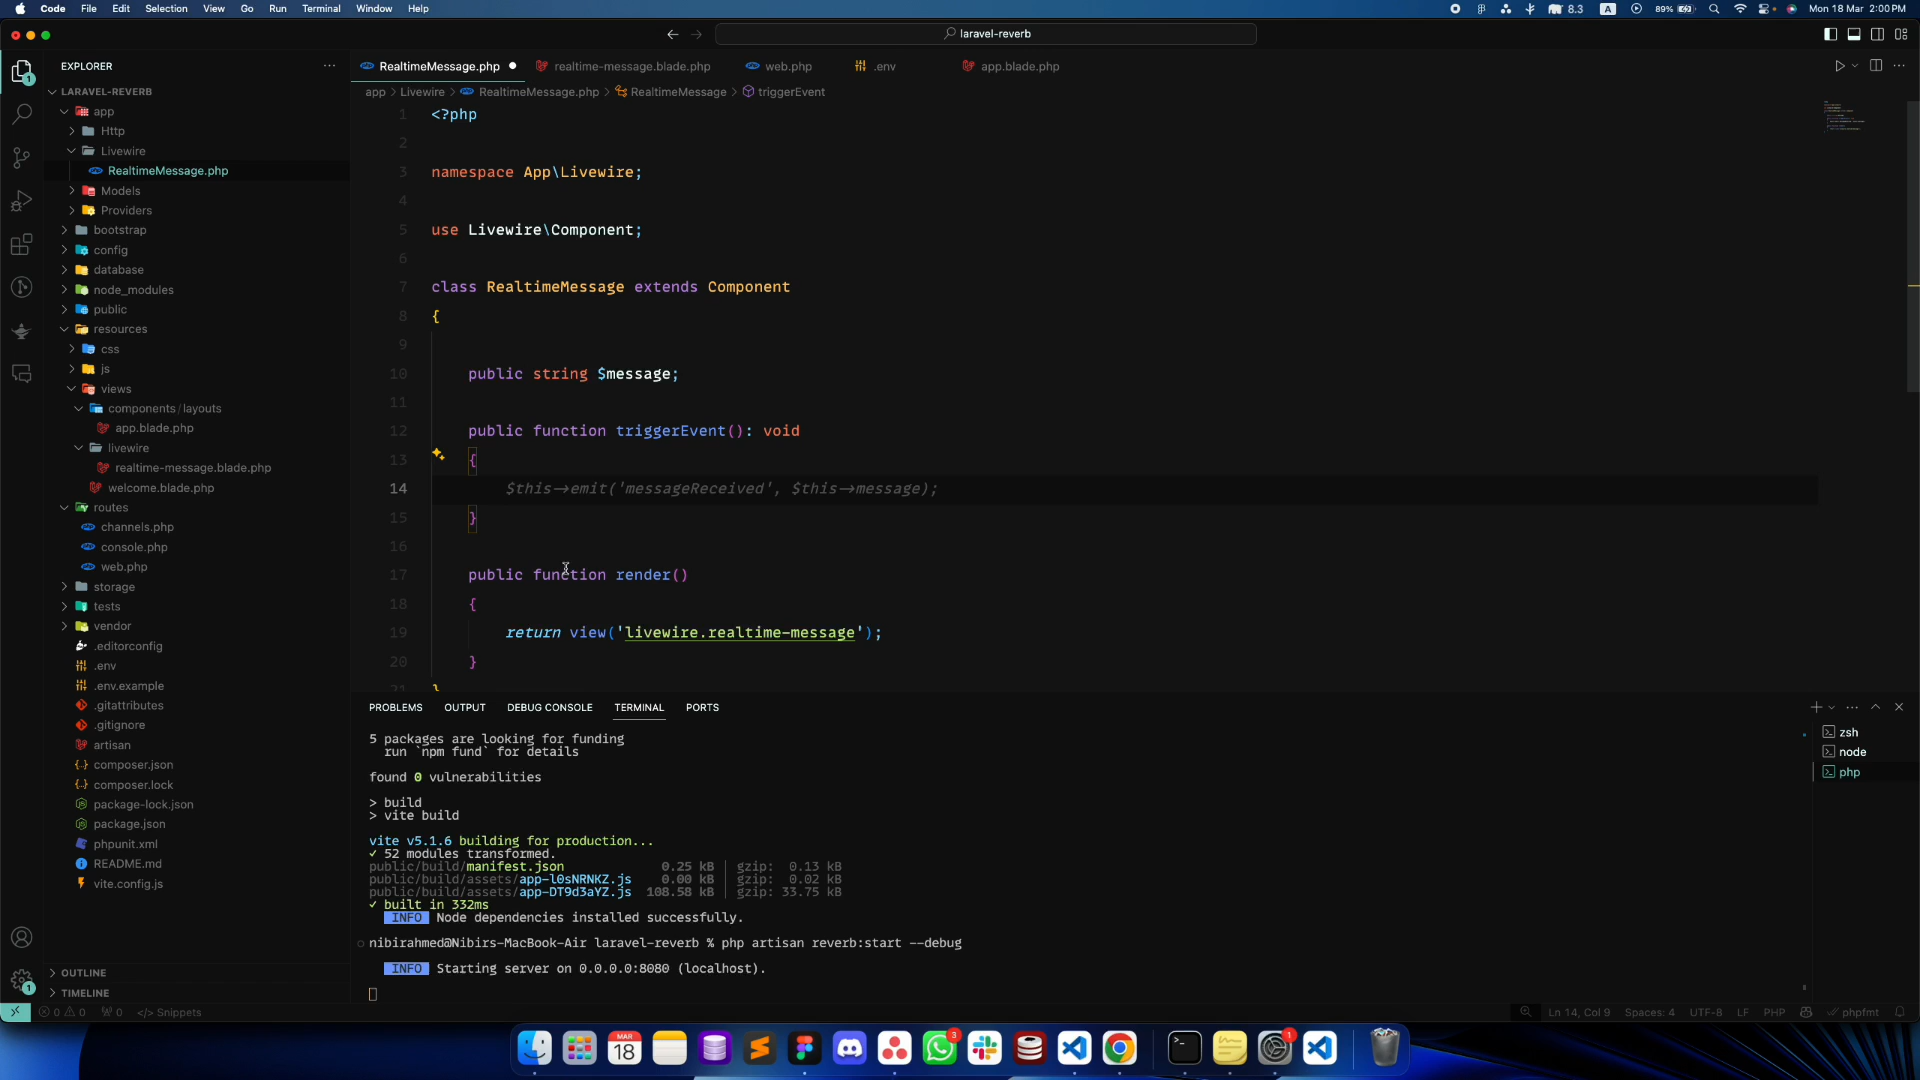 Code File Edit Selection View Go Run Terminal Window Help
8.3 A 89% Mon 18 Mar 2:00 PM
laravel-reverb
EXPLORER
RealtimeMessage.php realtime-message.blade.php web.php .env app.blade.php
app > Livewire > RealtimeMessage.php > RealtimeMessage > triggerEvent
LARAVEL-REVERB
app
Http
Livewire
RealtimeMessage.php
Models
Providers
bootstrap
config
database
node_modules
public
resources
css
js
views
components/layouts
app.blade.php
livewire
realtime-message.blade.php
welcome.blade.php
routes
channels.php
console.php
web.php
storage
tests
vendor
.editorconfig
.env
.env.example
.gitattributes
.gitignore
artisan
composer.json
composer.lock
package-lock.json
package.json
phpunit.xml
README.md
vite.config.js
OUTLINE
TIMELINE
1 <?php
2
3 namespace App\Livewire;
4
5 use Livewire\Component;
6
7 class RealtimeMessage extends Component
8 {
9
10 public string $message;
11
12 public function triggerEvent(): void
13 {
14 $this->emit('messageReceived', $this->message);
15 }
16
17 public function render()
18 {
19 return view('livewire.realtime-message');
20 }
21 }
PROBLEMS OUTPUT DEBUG CONSOLE TERMINAL PORTS
5 packages are looking for funding
run `npm fund` for details
found 0 vulnerabilities
> build
> vite build
vite v5.1.6 building for production...
✓ 52 modules transformed.
public/build/manifest.json 0.25 kB │ gzip: 0.13 kB
public/build/assets/app-l0sNRNKZ.js 0.00 kB │ gzip: 0.02 kB
public/build/assets/app-DT9d3aYZ.js 108.58 kB │ gzip: 33.75 kB
✓ built in 332ms
INFO Node dependencies installed successfully.
nibirahmed@Nibirs-MacBook-Air laravel-reverb % php artisan reverb:start --debug
INFO Starting server on 0.0.0.0:8080 (localhost).
zsh
node
php
0 0 0 </> Snippets
Ln 14, Col 9 Spaces: 4 UTF-8 LF PHP phpfmt
1
1
MAR
18
3
1